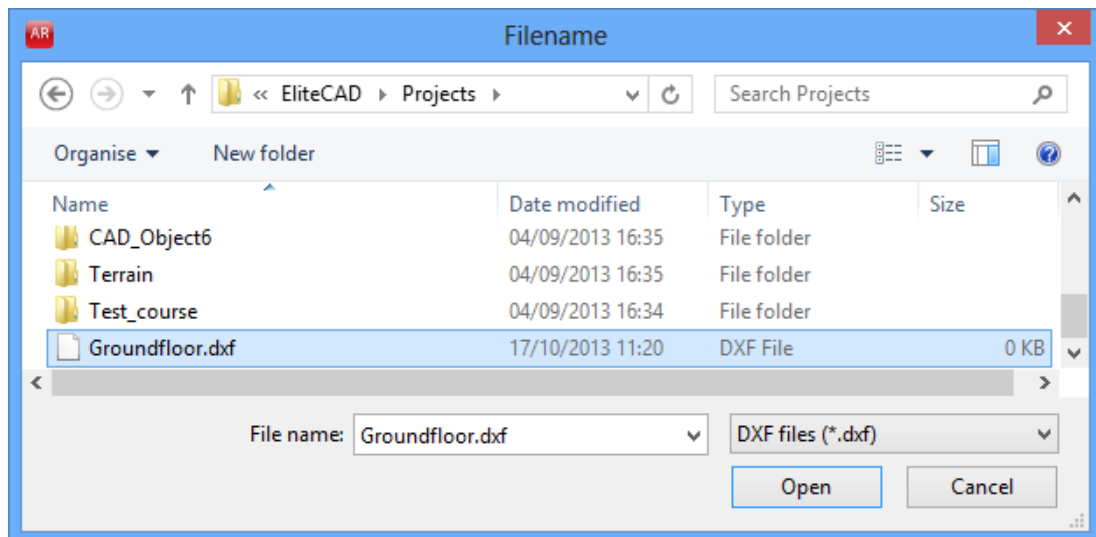 AR Filename
« EliteCAD Projects Search Projects
Organise New folder
Name Date modified Type Size
CAD_Object6 04/09/2013 16:35 File folder
Terrain 04/09/2013 16:35 File folder
Test_course 04/09/2013 16:34 File folder
Groundfloor.dxf 17/10/2013 11:20 DXF File 0 KB
File name: Groundfloor.dxf DXF files (*.dxf)
Open Cancel